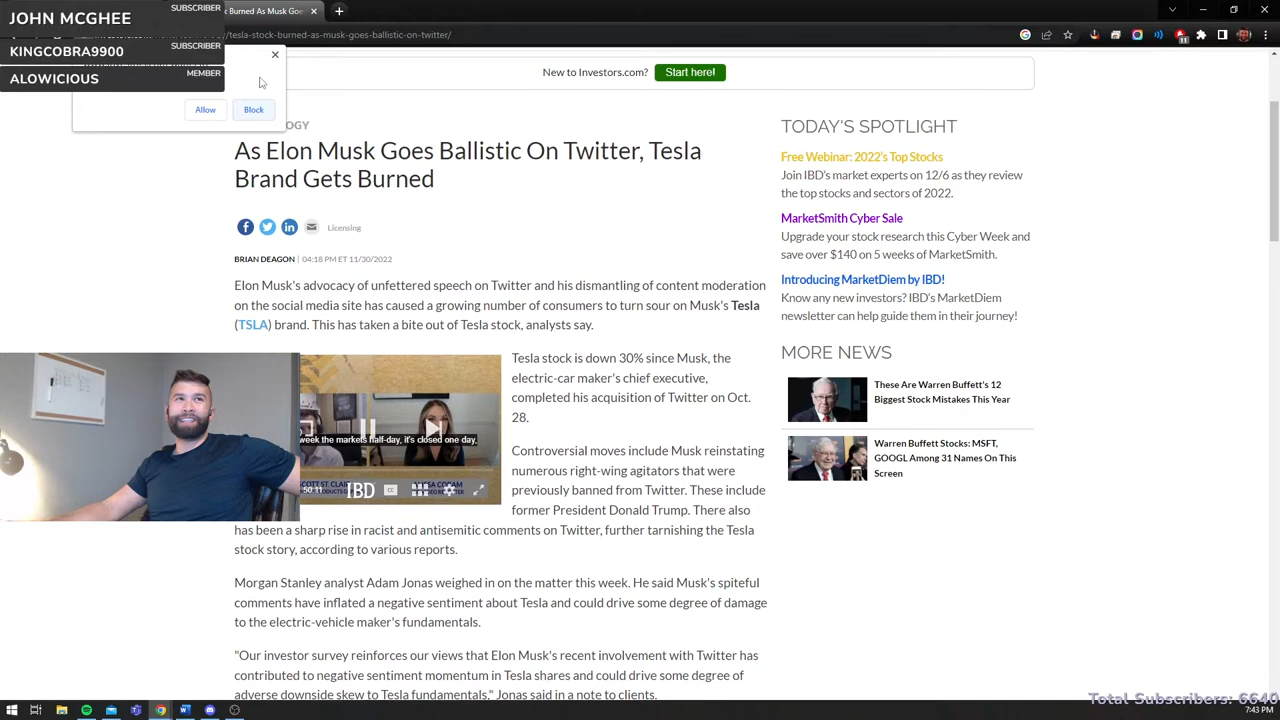 JOHN MCGHEE
SUBSCRIBER
KINGCOBRA9900
SUBSCRIBER
ALOWICIOUS
MEMBER
Burned As Elon Musk Goes Ballis
/tesla-stock-burned-as-musk-goes-ballistic-on-twitter/
Allow
Block
New to Investors.com?
Start here!
OGY
As Elon Musk Goes Ballistic On Twitter, Tesla
Brand Gets Burned
Licensing
BRIAN DEAGON | 04:18 PM ET 11/30/2022
Elon Musk's advocacy of unfettered speech on Twitter and his dismantling of content moderation
on the social media site has caused a growing number of consumers to turn sour on Musk's Tesla
(TSLA) brand. This has taken a bite out of Tesla stock, analysts say.
week the markets half-day, it's closed one day,
IBD
CC
Tesla stock is down 30% since Musk, the
electric-car maker's chief executive,
completed his acquisition of Twitter on Oct.
28.
Controversial moves include Musk reinstating
numerous right-wing agitators that were
previously banned from Twitter. These include
former President Donald Trump. There also
has been a sharp rise in racist and antisemitic comments on Twitter, further tarnishing the Tesla
stock story, according to various reports.
Morgan Stanley analyst Adam Jonas weighed in on the matter this week. He said Musk's spiteful
comments have inflated a negative sentiment about Tesla and could drive some degree of damage
to the electric-vehicle maker's fundamentals.
"Our investor survey reinforces our views that Elon Musk's recent involvement with Twitter has
contributed to negative sentiment momentum in Tesla shares and could drive some degree of
adverse downside skew to Tesla fundamentals," Jonas said in a note to clients.
TODAY'S SPOTLIGHT
Free Webinar: 2022's Top Stocks
Join IBD's market experts on 12/6 as they review
the top stocks and sectors of 2022.
MarketSmith Cyber Sale
Upgrade your stock research this Cyber Week and
save over $140 on 5 weeks of MarketSmith.
Introducing MarketDiem by IBD!
Know any new investors? IBD's MarketDiem
newsletter can help guide them in their journey!
MORE NEWS
These Are Warren Buffett's 12
Biggest Stock Mistakes This Year
Warren Buffett Stocks: MSFT,
GOOGL Among 31 Names On This
Screen
Total Subscribers: 6640
7:43 PM